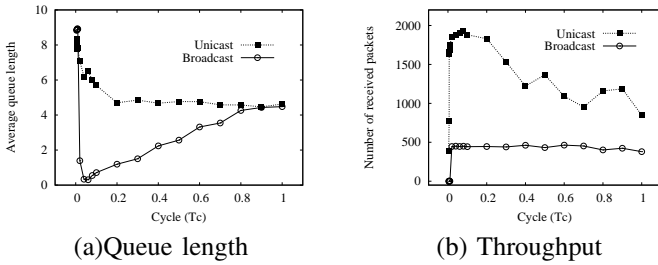 Average queue length
10
8
6
4
2
0
Unicast
Broadcast
0 0.2 0.4 0.6 0.8 1
Cycle (Tc)
(a)Queue length
Number of received packets
2000
1500
1000
500
0
Unicast
Broadcast
0 0.2 0.4 0.6 0.8 1
Cycle (Tc)
(b) Throughput